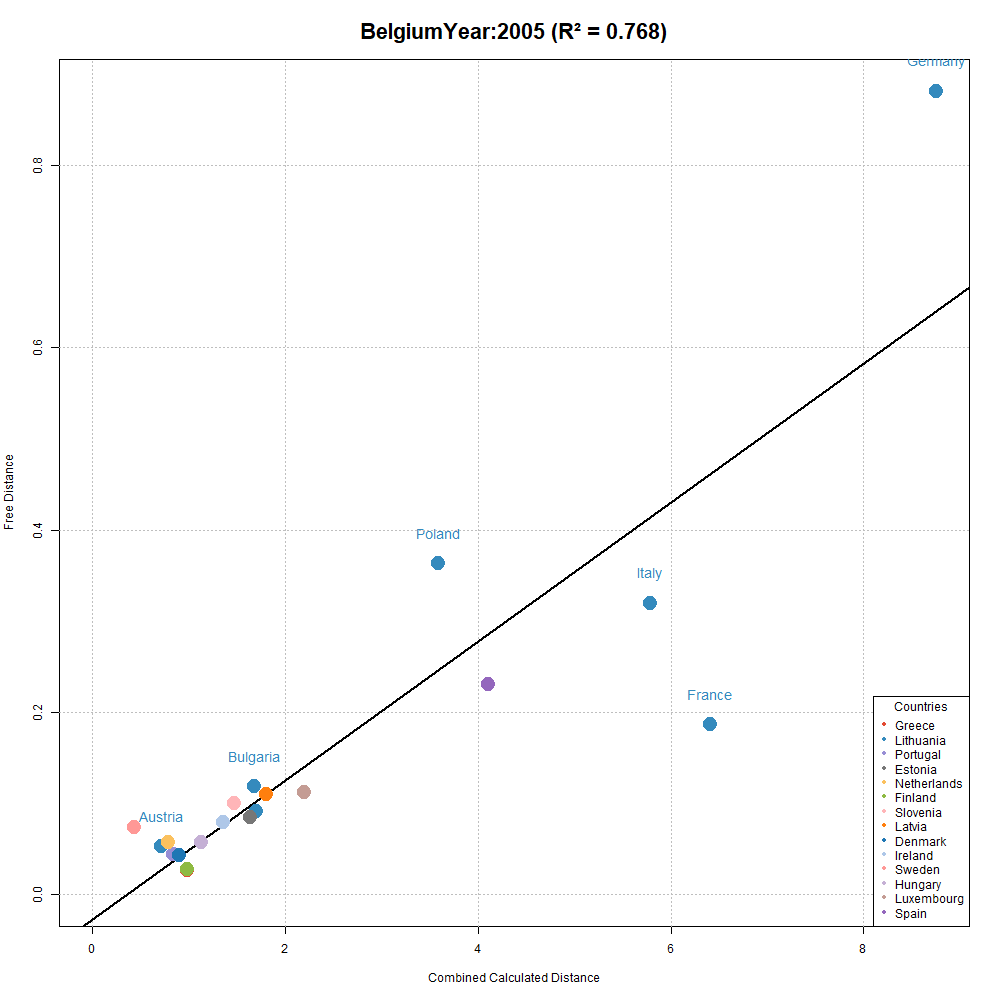 BelgiumYear:2005 (R² = 0.768)
Germany
0.8
0.6
Free Distance
0.4
Poland
Italy
France
0.2
Bulgaria
Austria
0.0
Countries
Greece
Lithuania
Portugal
Estonia
Netherlands
Finland
Slovenia
Latvia
Denmark
Ireland
Sweden
Hungary
Luxembourg
Spain
0 2 4 6 8
Combined Calculated Distance